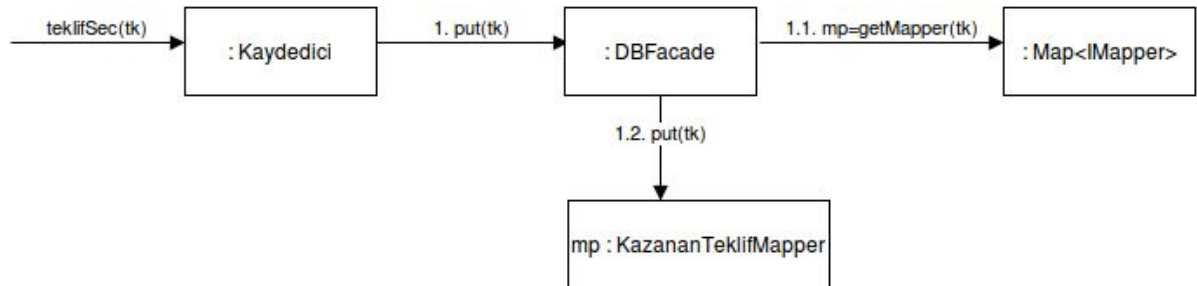 teklifSec(tk)
: Kaydedici
1. put(tk)
: DBFacade
1.1. mp=getMapper(tk)
: Map<IMapper>
1.2. put(tk)
mp : KazananTeklifMapper